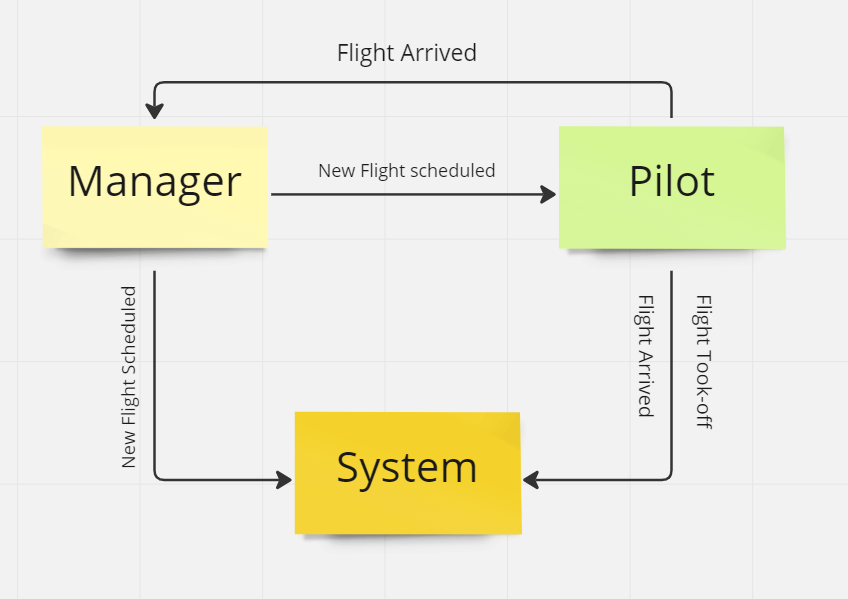 Flight Arrived
Manager
New Flight scheduled
Pilot
New Flight Scheduled
Flight Arrived
Flight Took-off
System